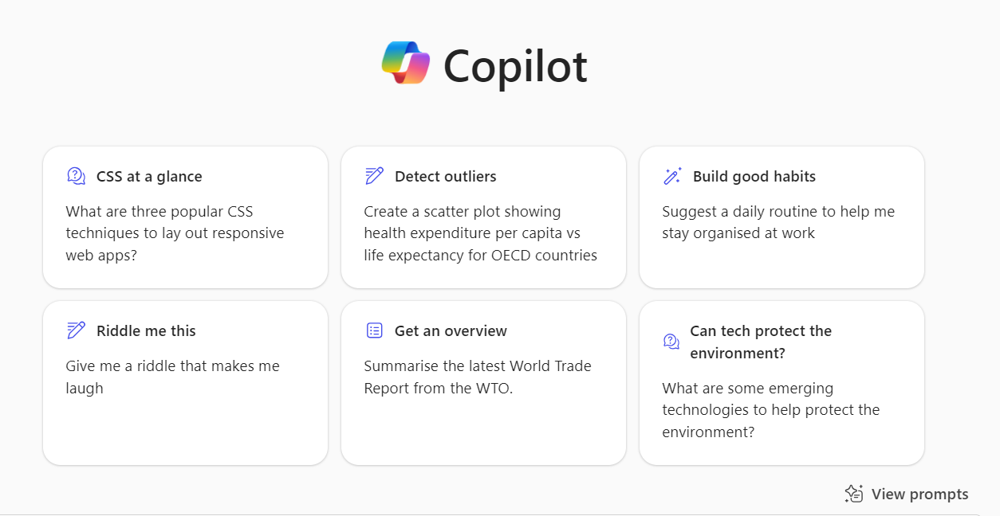 Copilot
CSS at a glance
What are three popular CSS
techniques to lay out responsive
web apps?
Detect outliers
Create a scatter plot showing
health expenditure per capita vs
life expectancy for OECD countries
Build good habits
Suggest a daily routine to help me
stay organised at work
Riddle me this
Give me a riddle that makes me
laugh
Get an overview
Summarise the latest World Trade
Report from the WTO.
Can tech protect the
environment?
What are some emerging
technologies to help protect the
environment?
View prompts